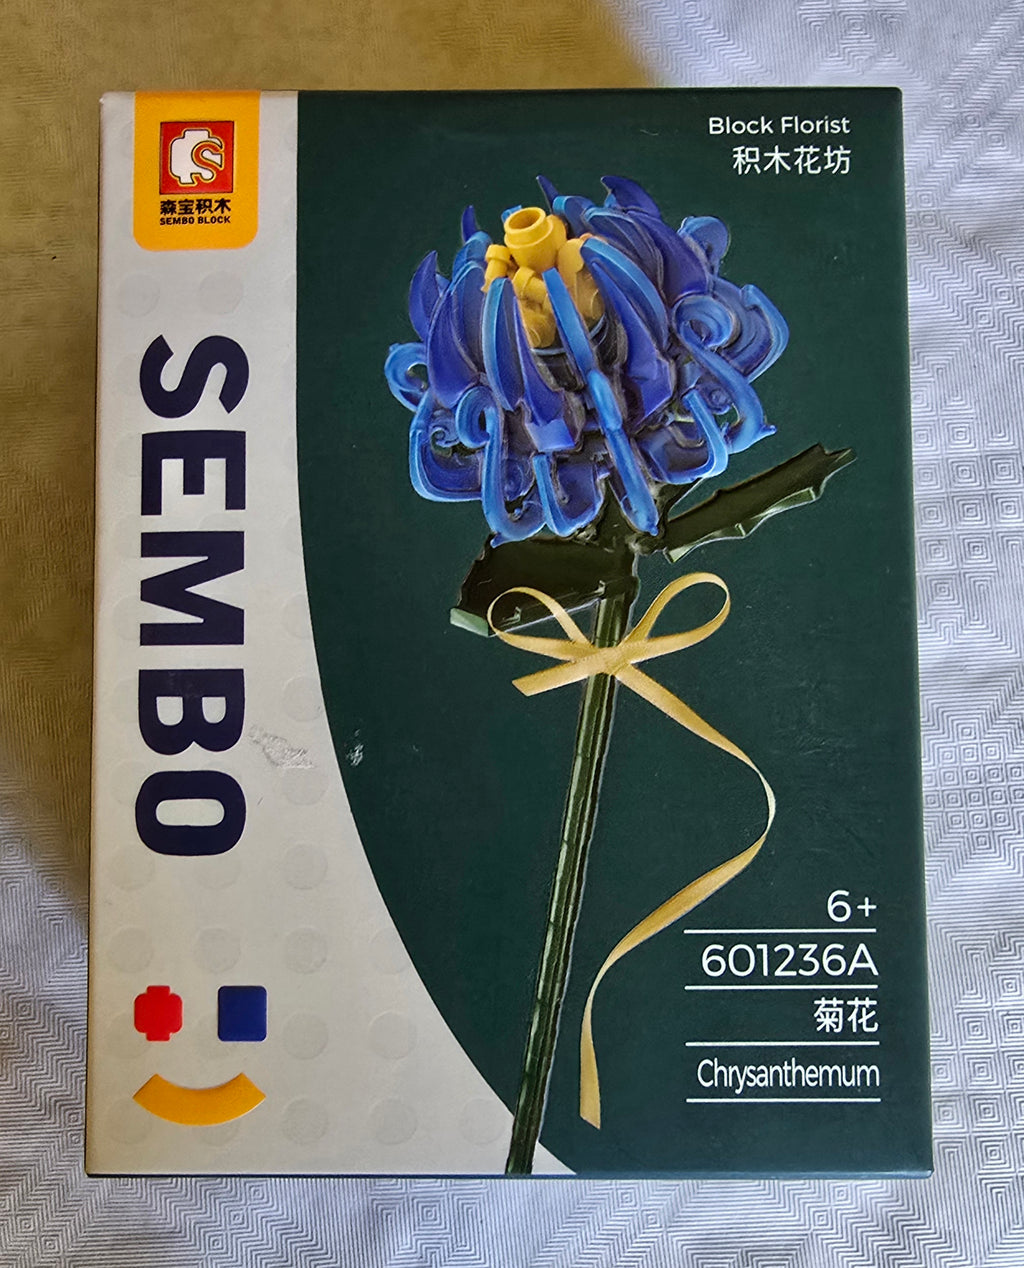 森宝积木
SEMBO BLOCK
SEMBO
Block Florist
积木花坊
6+
601236A
菊花
Chrysanthemum